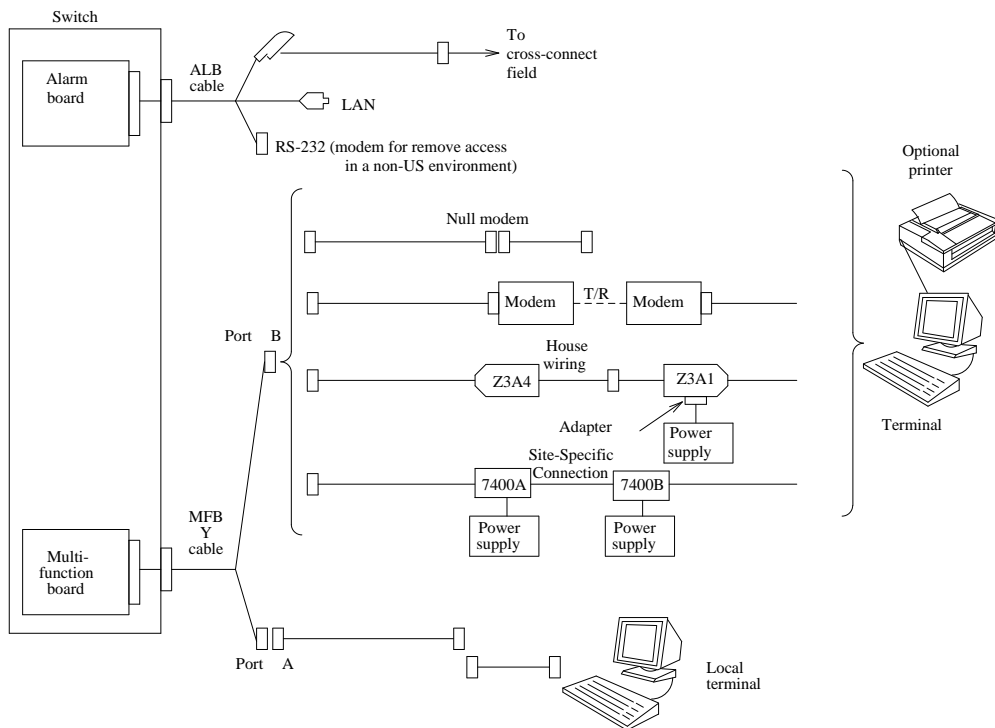 Switch
Alarm
board
ALB
cable
To
cross-connect
field
LAN
RS-232 (modem for remove access
in a non-US environment)
Optional
printer
Null modem
Modem
T/R
Modem
Port B
House
wiring
Z3A4
Z3A1
Adapter
Power
supply
Terminal
Site-Specific
Connection
7400A
7400B
Power
supply
Power
supply
MFB
Y
cable
Multi-
function
board
Port A
Local
terminal